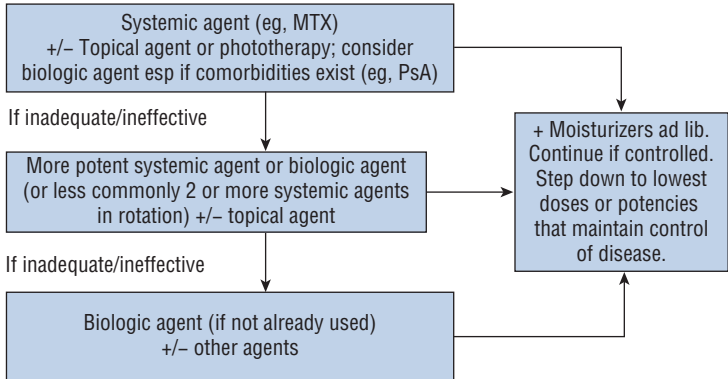 Systemic agent (eg, MTX)
+/– Topical agent or phototherapy; consider
biologic agent esp if comorbidities exist (eg, PsA)
If inadequate/ineffective
More potent systemic agent or biologic agent
(or less commonly 2 or more systemic agents
in rotation) +/– topical agent
If inadequate/ineffective
Biologic agent (if not already used)
+/– other agents
+ Moisturizers ad lib.
Continue if controlled.
Step down to lowest
doses or potencies
that maintain control
of disease.